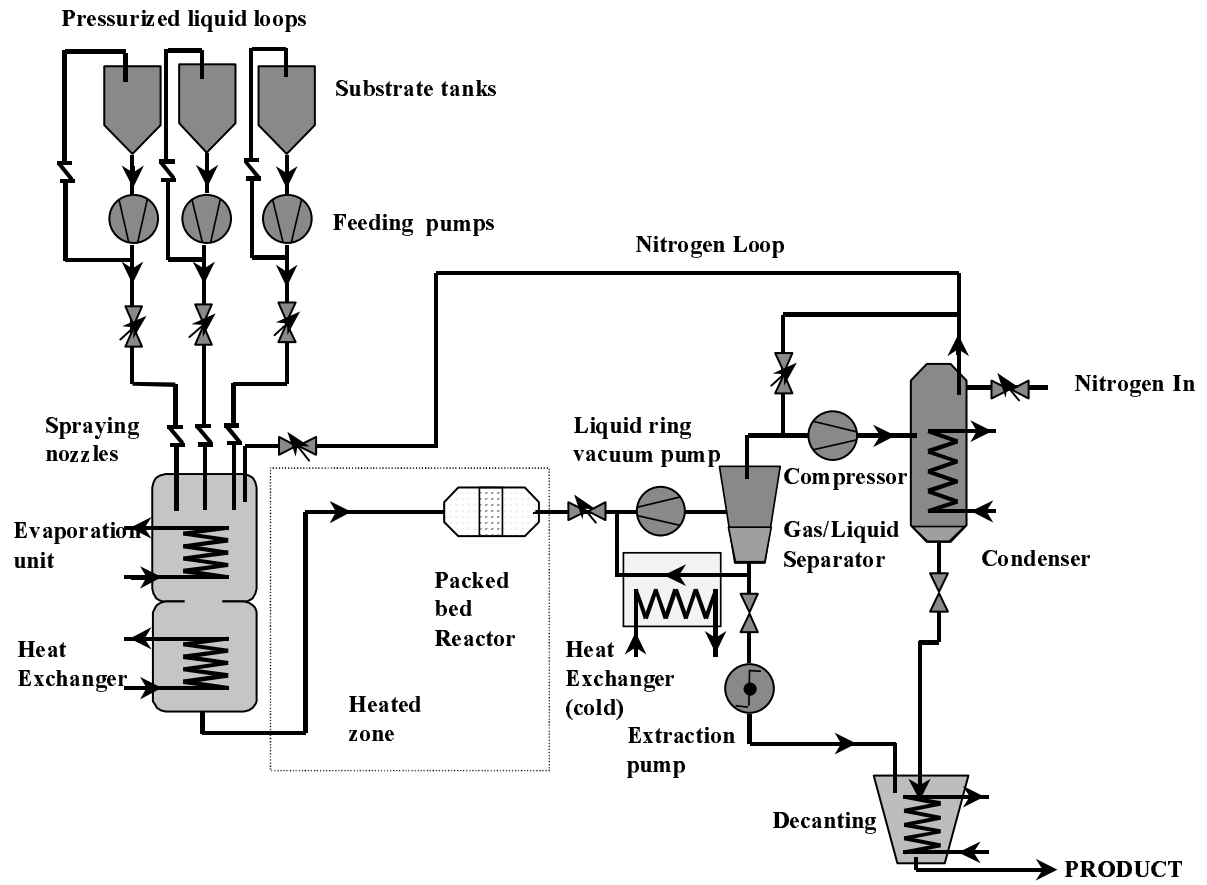 Pressurized liquid loops
Substrate tanks
Feeding pumps
Nitrogen Loop
Nitrogen In
Spraying
nozzles
Liquid ring
vacuum pump
Compressor
Evaporation
unit
Gas/Liquid
Separator
Condenser
Packed
bed
Reactor
Heat
Exchanger
Heat
Exchanger
(cold)
Heated
zone
Extraction
pump
Decanting
PRODUCT